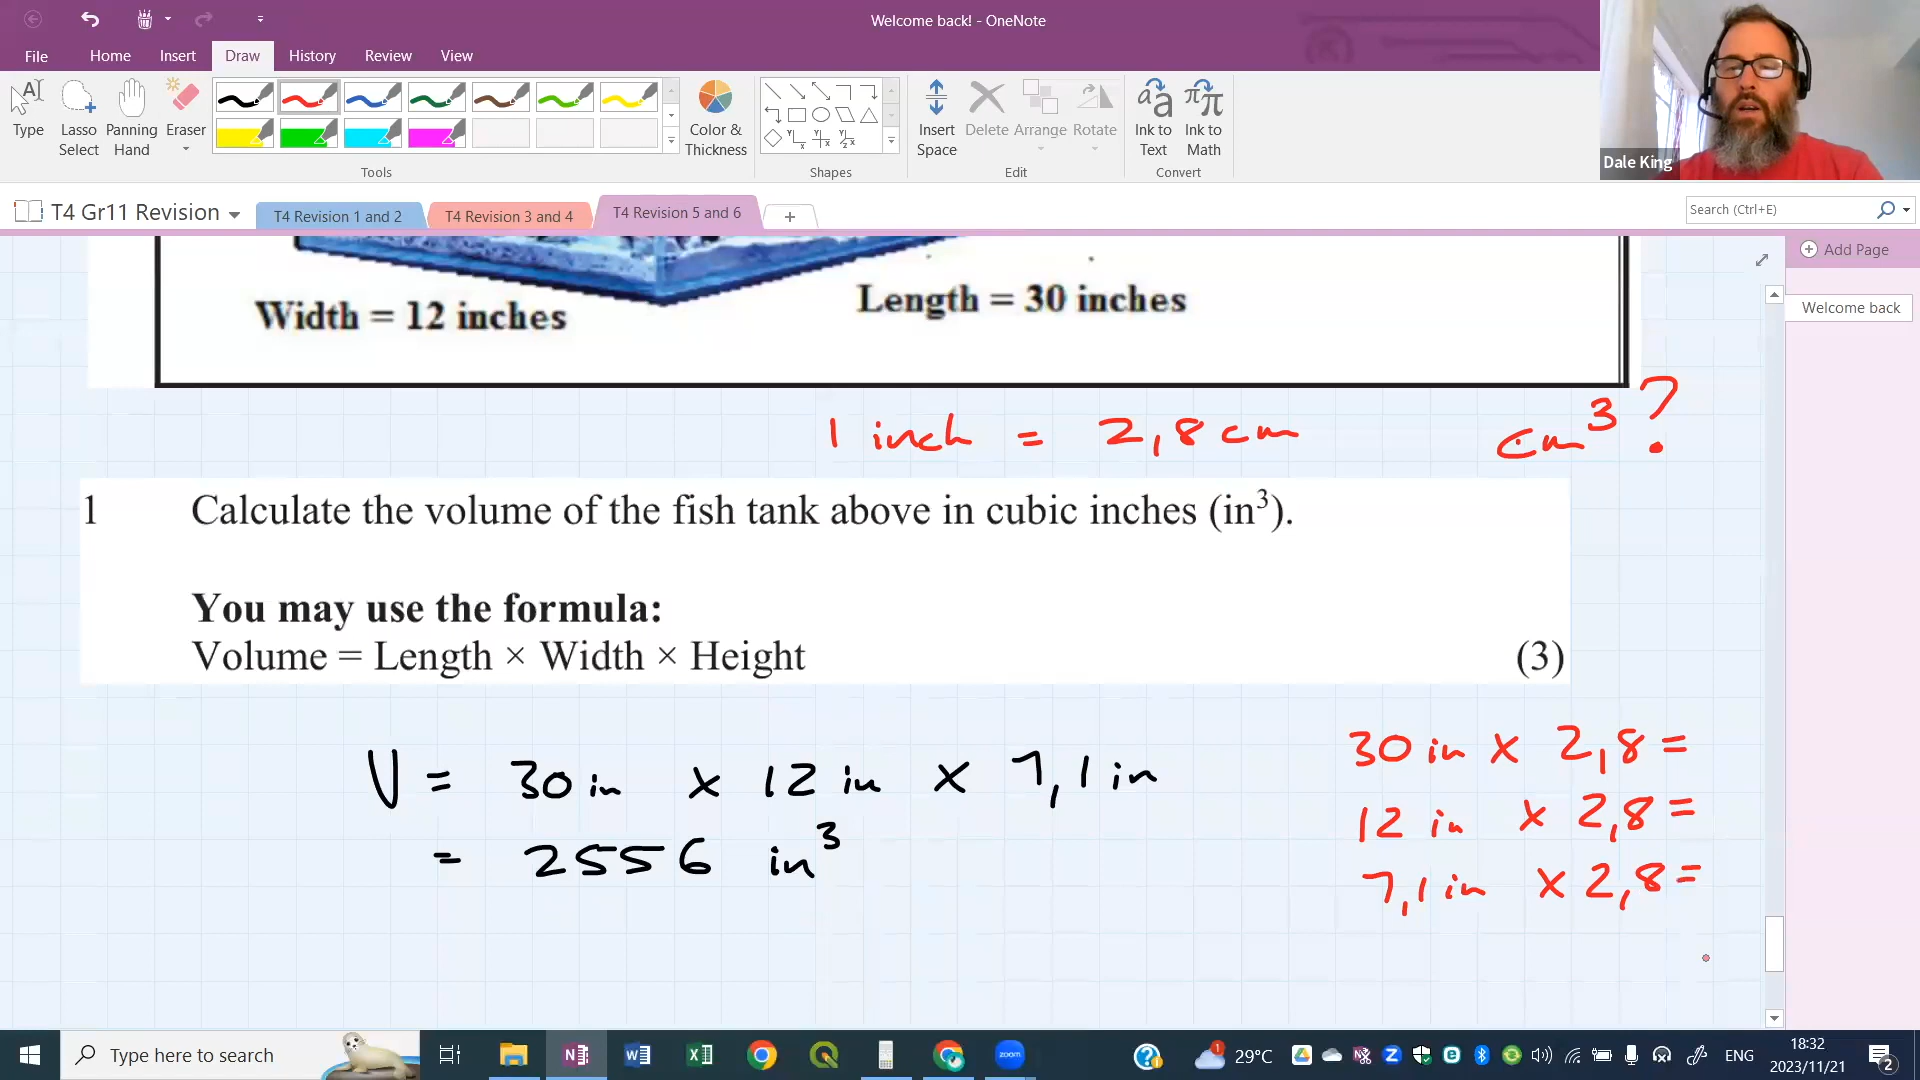 Welcome back! - OneNote
File Home Insert Draw History Review View
Type
Lasso Select
Panning Hand
Eraser
Color & Thickness
Insert Space
Delete
Arrange
Rotate
Ink to Text
Ink to Math
Tools
Shapes
Edit
Convert
Dale King
T4 Gr11 Revision
T4 Revision 1 and 2
T4 Revision 3 and 4
T4 Revision 5 and 6
Search (Ctrl+E)
Add Page
Welcome back
Width = 12 inches
Length = 30 inches
1 inch = 2,8 cm cm³ ?
1 Calculate the volume of the fish tank above in cubic inches (in³).
You may use the formula:
Volume = Length × Width × Height (3)
V = 30 in x 12 in x 7,1 in
= 2556 in³
30 in x 2,8 =
12 in x 2,8 =
7,1 in x 2,8 =
Type here to search
zoom
29°C
ENG
18:32
2023/11/21
2